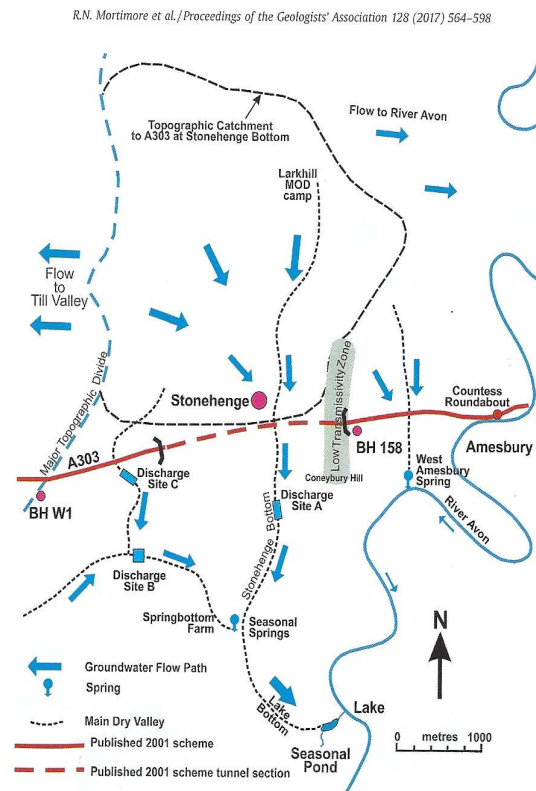 R.N. Mortimore et al. / Proceedings of the Geologists' Association 128 (2017) 564–598
Topographic Catchment
to A303 at Stonehenge Bottom
Flow to River Avon
Larkhill
MOD
camp
Flow
to
Till Valley
Major Topographic Divide
Low Transmissivity Zone
Stonehenge
Countess
Roundabout
A303
BH 158
Amesbury
Coneybury Hill
West
Amesbury
Spring
BH W1
Discharge
Site C
Discharge
Site A
River Avon
Stonehenge Bottom
Discharge
Site B
Springbottom
Farm
Seasonal
Springs
N
Lake
Bottom
Lake
Seasonal
Pond
0 metres 1000
Groundwater Flow Path
Spring
Main Dry Valley
Published 2001 scheme
Published 2001 scheme tunnel section